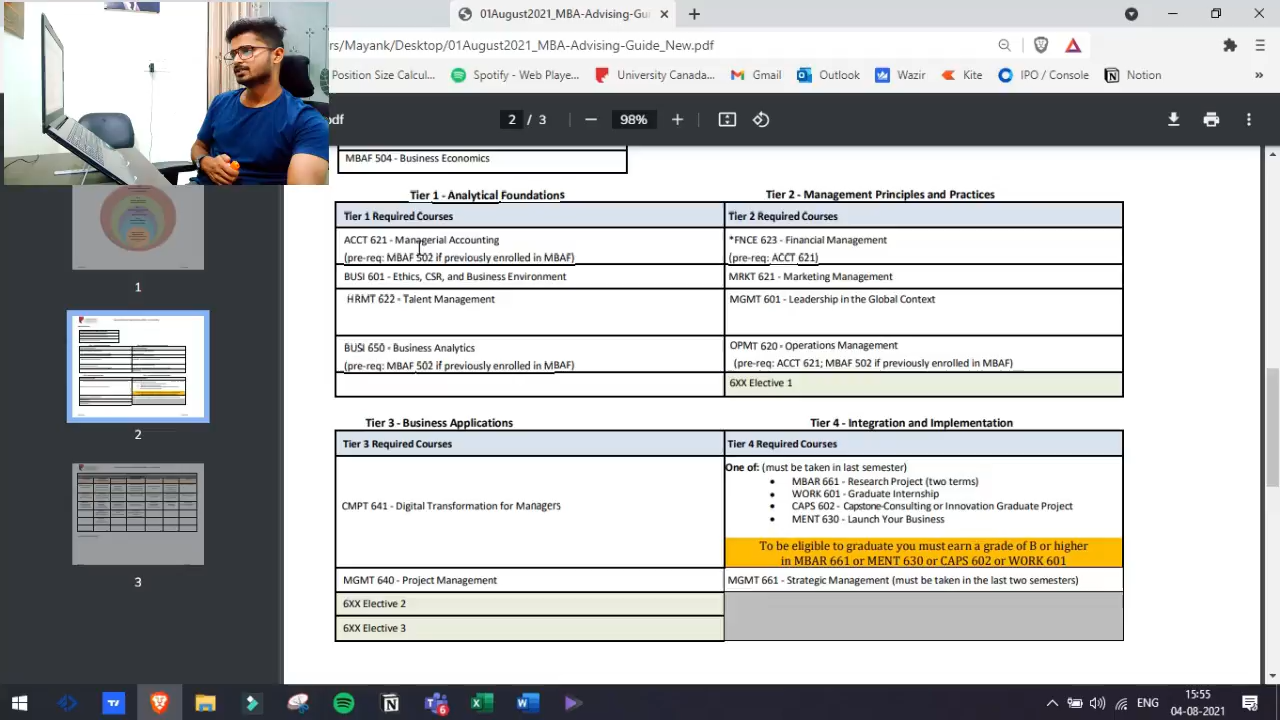 01August2021_MBA-Advising-Gu
rs/Mayank/Desktop/01August2021_MBA-Advising-Guide_New.pdf
Position Size Calcul... Spotify - Web Playe... University Canada... Gmail Outlook Wazir Kite IPO / Console Notion
pdf 2 / 3 98%
MBAF 504 - Business Economics
Tier 1 - Analytical Foundations
Tier 1 Required Courses
ACCT 621 - Managerial Accounting
(pre-req: MBAF 502 if previously enrolled in MBAF)
BUSI 601 - Ethics, CSR, and Business Environment
HRMT 622 - Talent Management
BUSI 650 - Business Analytics
(pre-req: MBAF 502 if previously enrolled in MBAF)
Tier 2 - Management Principles and Practices
Tier 2 Required Courses
*FNCE 623 - Financial Management
(pre-req: ACCT 621)
MRKT 621 - Marketing Management
MGMT 601 - Leadership in the Global Context
OPMT 620 - Operations Management
(pre-req: ACCT 621; MBAF 502 if previously enrolled in MBAF)
6XX Elective 1
Tier 3 - Business Applications
Tier 3 Required Courses
CMPT 641 - Digital Transformation for Managers
MGMT 640 - Project Management
6XX Elective 2
6XX Elective 3
Tier 4 - Integration and Implementation
Tier 4 Required Courses
One of: (must be taken in last semester)
• MBAR 661 - Research Project (two terms)
• WORK 601 - Graduate Internship
• CAPS 602 - Capstone-Consulting or Innovation Graduate Project
• MENT 630 - Launch Your Business
To be eligible to graduate you must earn a grade of B or higher
in MBAR 661 or MENT 630 or CAPS 602 or WORK 601
MGMT 661 - Strategic Management (must be taken in the last two semesters)
1
2
3
ENG
15:55
04-08-2021